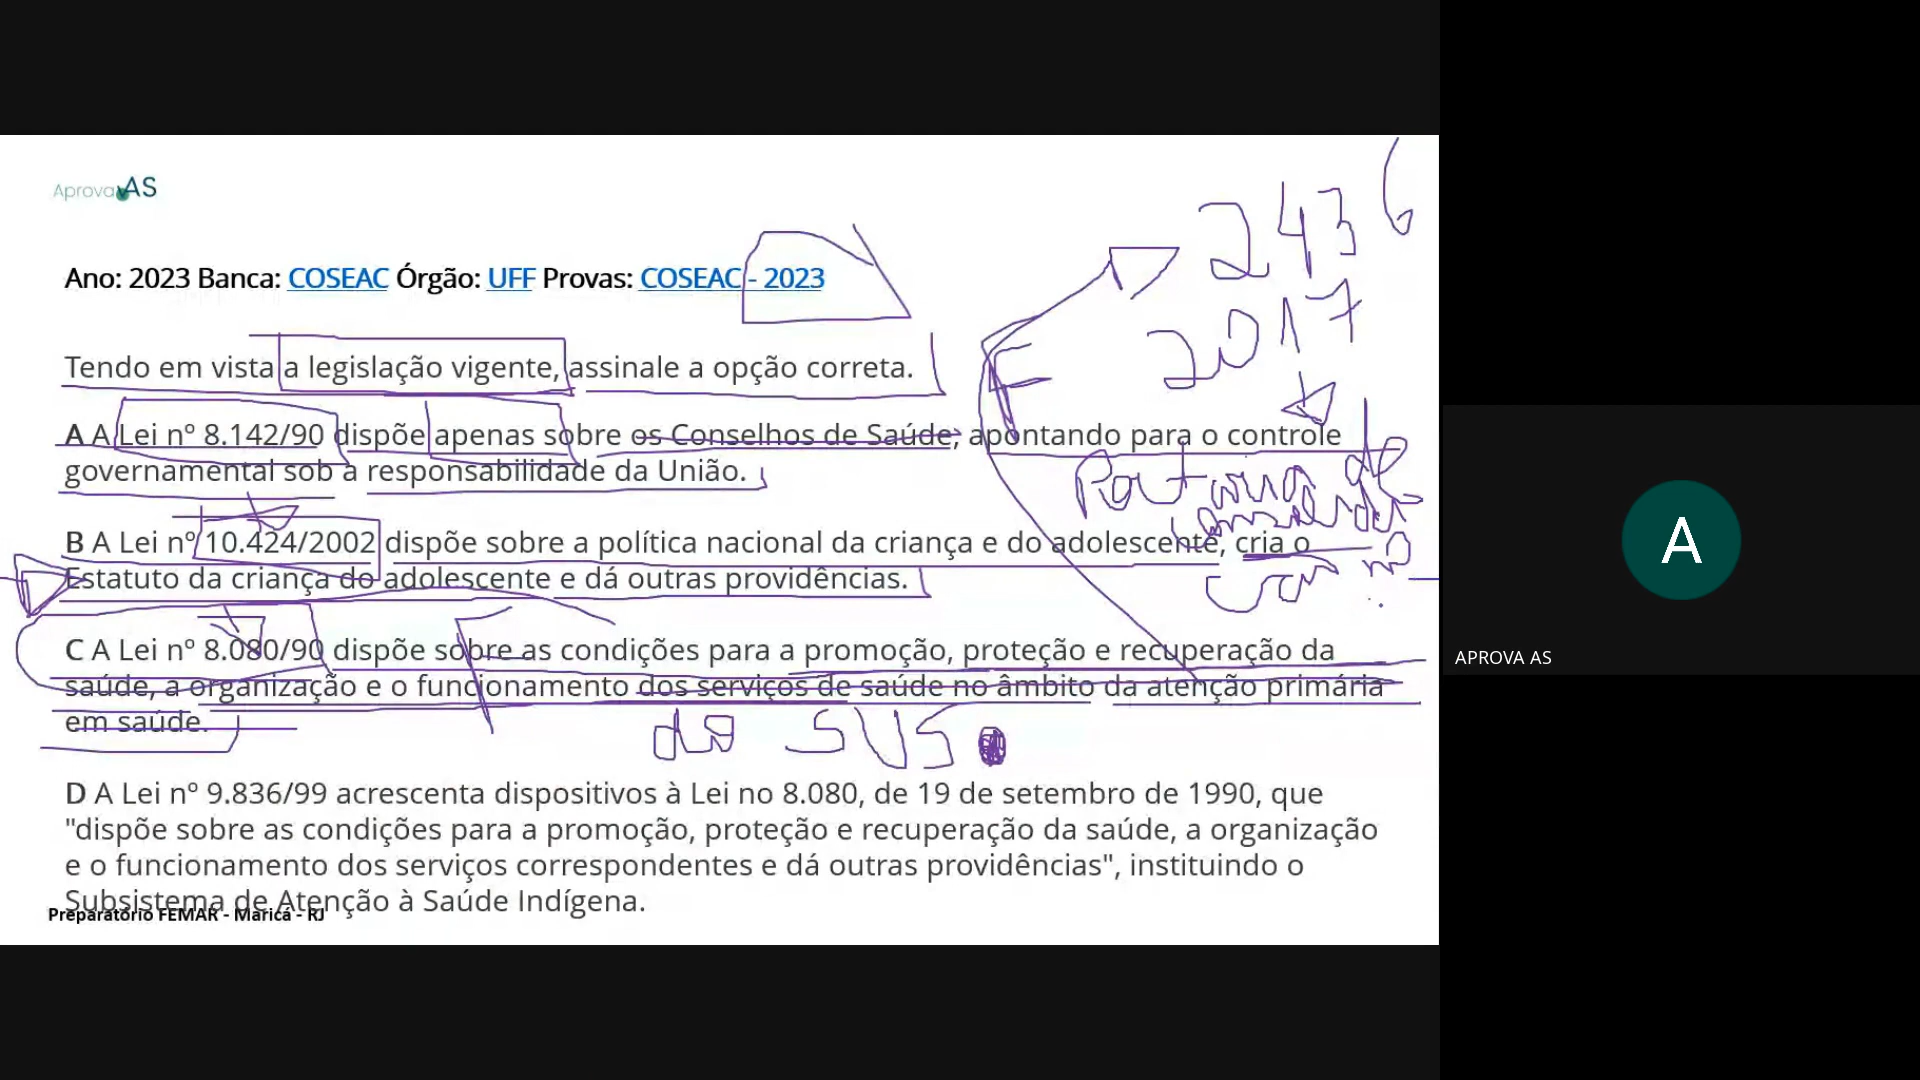 AprovaAS
Ano: 2023 Banca: COSEAC Órgão: UFF Provas: COSEAC - 2023
2436
2017
Tendo em vista a legislação vigente, assinale a opção correta.
A A Lei nº 8.142/90 dispõe apenas sobre os Conselhos de Saúde, apontando para o controle
governamental sob a responsabilidade da União.
B A Lei nº 10.424/2002 dispõe sobre a política nacional da criança e do adolescente, cria o
Estatuto da criança do adolescente e dá outras providências.
C A Lei nº 8.080/90 dispõe sobre as condições para a promoção, proteção e recuperação da
saúde, a organização e o funcionamento dos serviços de saúde no âmbito da atenção primária
em saúde.
do SUS
D A Lei nº 9.836/99 acrescenta dispositivos à Lei no 8.080, de 19 de setembro de 1990, que
"dispõe sobre as condições para a promoção, proteção e recuperação da saúde, a organização
e o funcionamento dos serviços correspondentes e dá outras providências", instituindo o
Subsistema de Atenção à Saúde Indígena.
Preparatório FEMAR - Maricá - RJ
A
APROVA AS